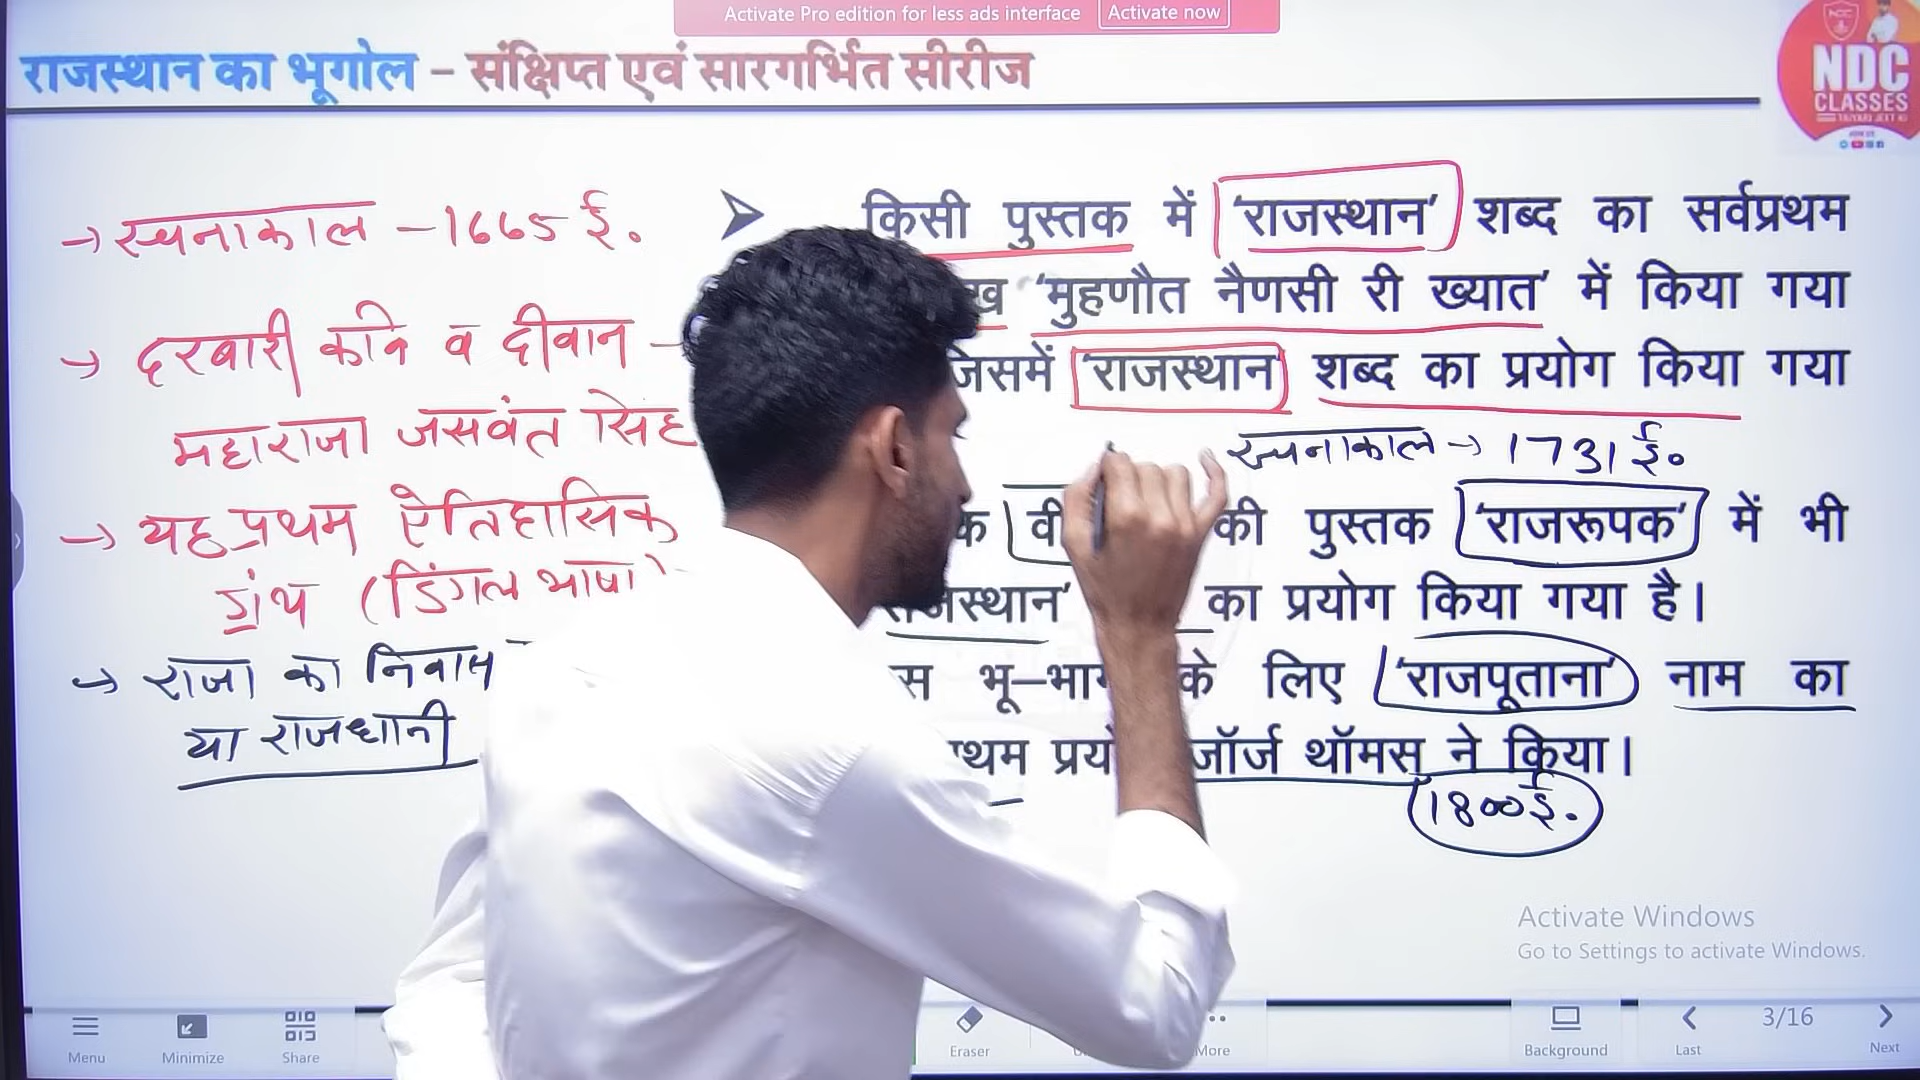 Activate Pro edition for less ads interface Activate now
राजस्थान का भूगोल – संक्षिप्त एवं सारगर्भित सीरीज
NDC
CLASSES
→ रचनाकाल – 1665 ई.
→ दरबारी कवि व दीवान –
महाराजा जसवंत सिंह
→ यह प्रथम ऐतिहासिक
ग्रंथ (डिंगल भाषा)
→ राजा का निवास
या राजधानी
➤ किसी पुस्तक में 'राजस्थान' शब्द का सर्वप्रथम
'मुहणौत नैणसी री ख्यात' में किया गया
जिसमें 'राजस्थान' शब्द का प्रयोग किया गया
रचनाकाल → 1731 ई०
की पुस्तक 'राजरूपक' में भी
का प्रयोग किया गया है।
के लिए 'राजपूताना' नाम का
जॉर्ज थॉमस ने किया।
1800 ई.
Activate Windows
Go to Settings to activate Windows.
Menu Minimize Share Eraser More Background Last 3/16 Next